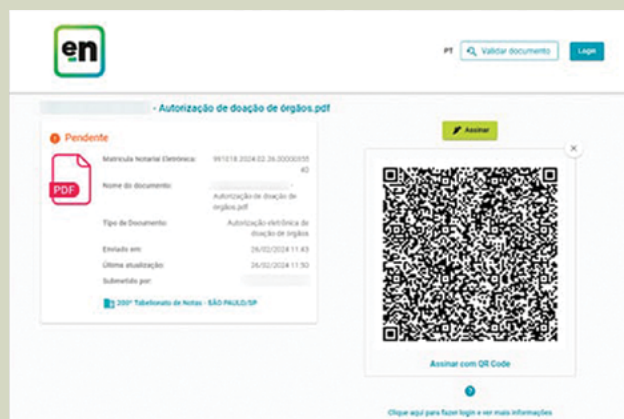 en
PT
Validar documento
Login
- Autorização de doação de órgãos.pdf
Assinar
Pendente
PDF
Matrícula Notarial Eletrônica:
Nome do documento:
-
Autorização de doação de
órgãos.pdf
Tipo de Documento:
Autorização eletrônica de
doação de órgãos
Enviado em:
26/02/2024 11:43
Última atualização:
26/02/2024 11:50
Submetido por:
200º Tabelionato de Notas - SÃO PAULO/SP
Assinar com QR Code
?
Clique aqui para fazer login e ver mais informações